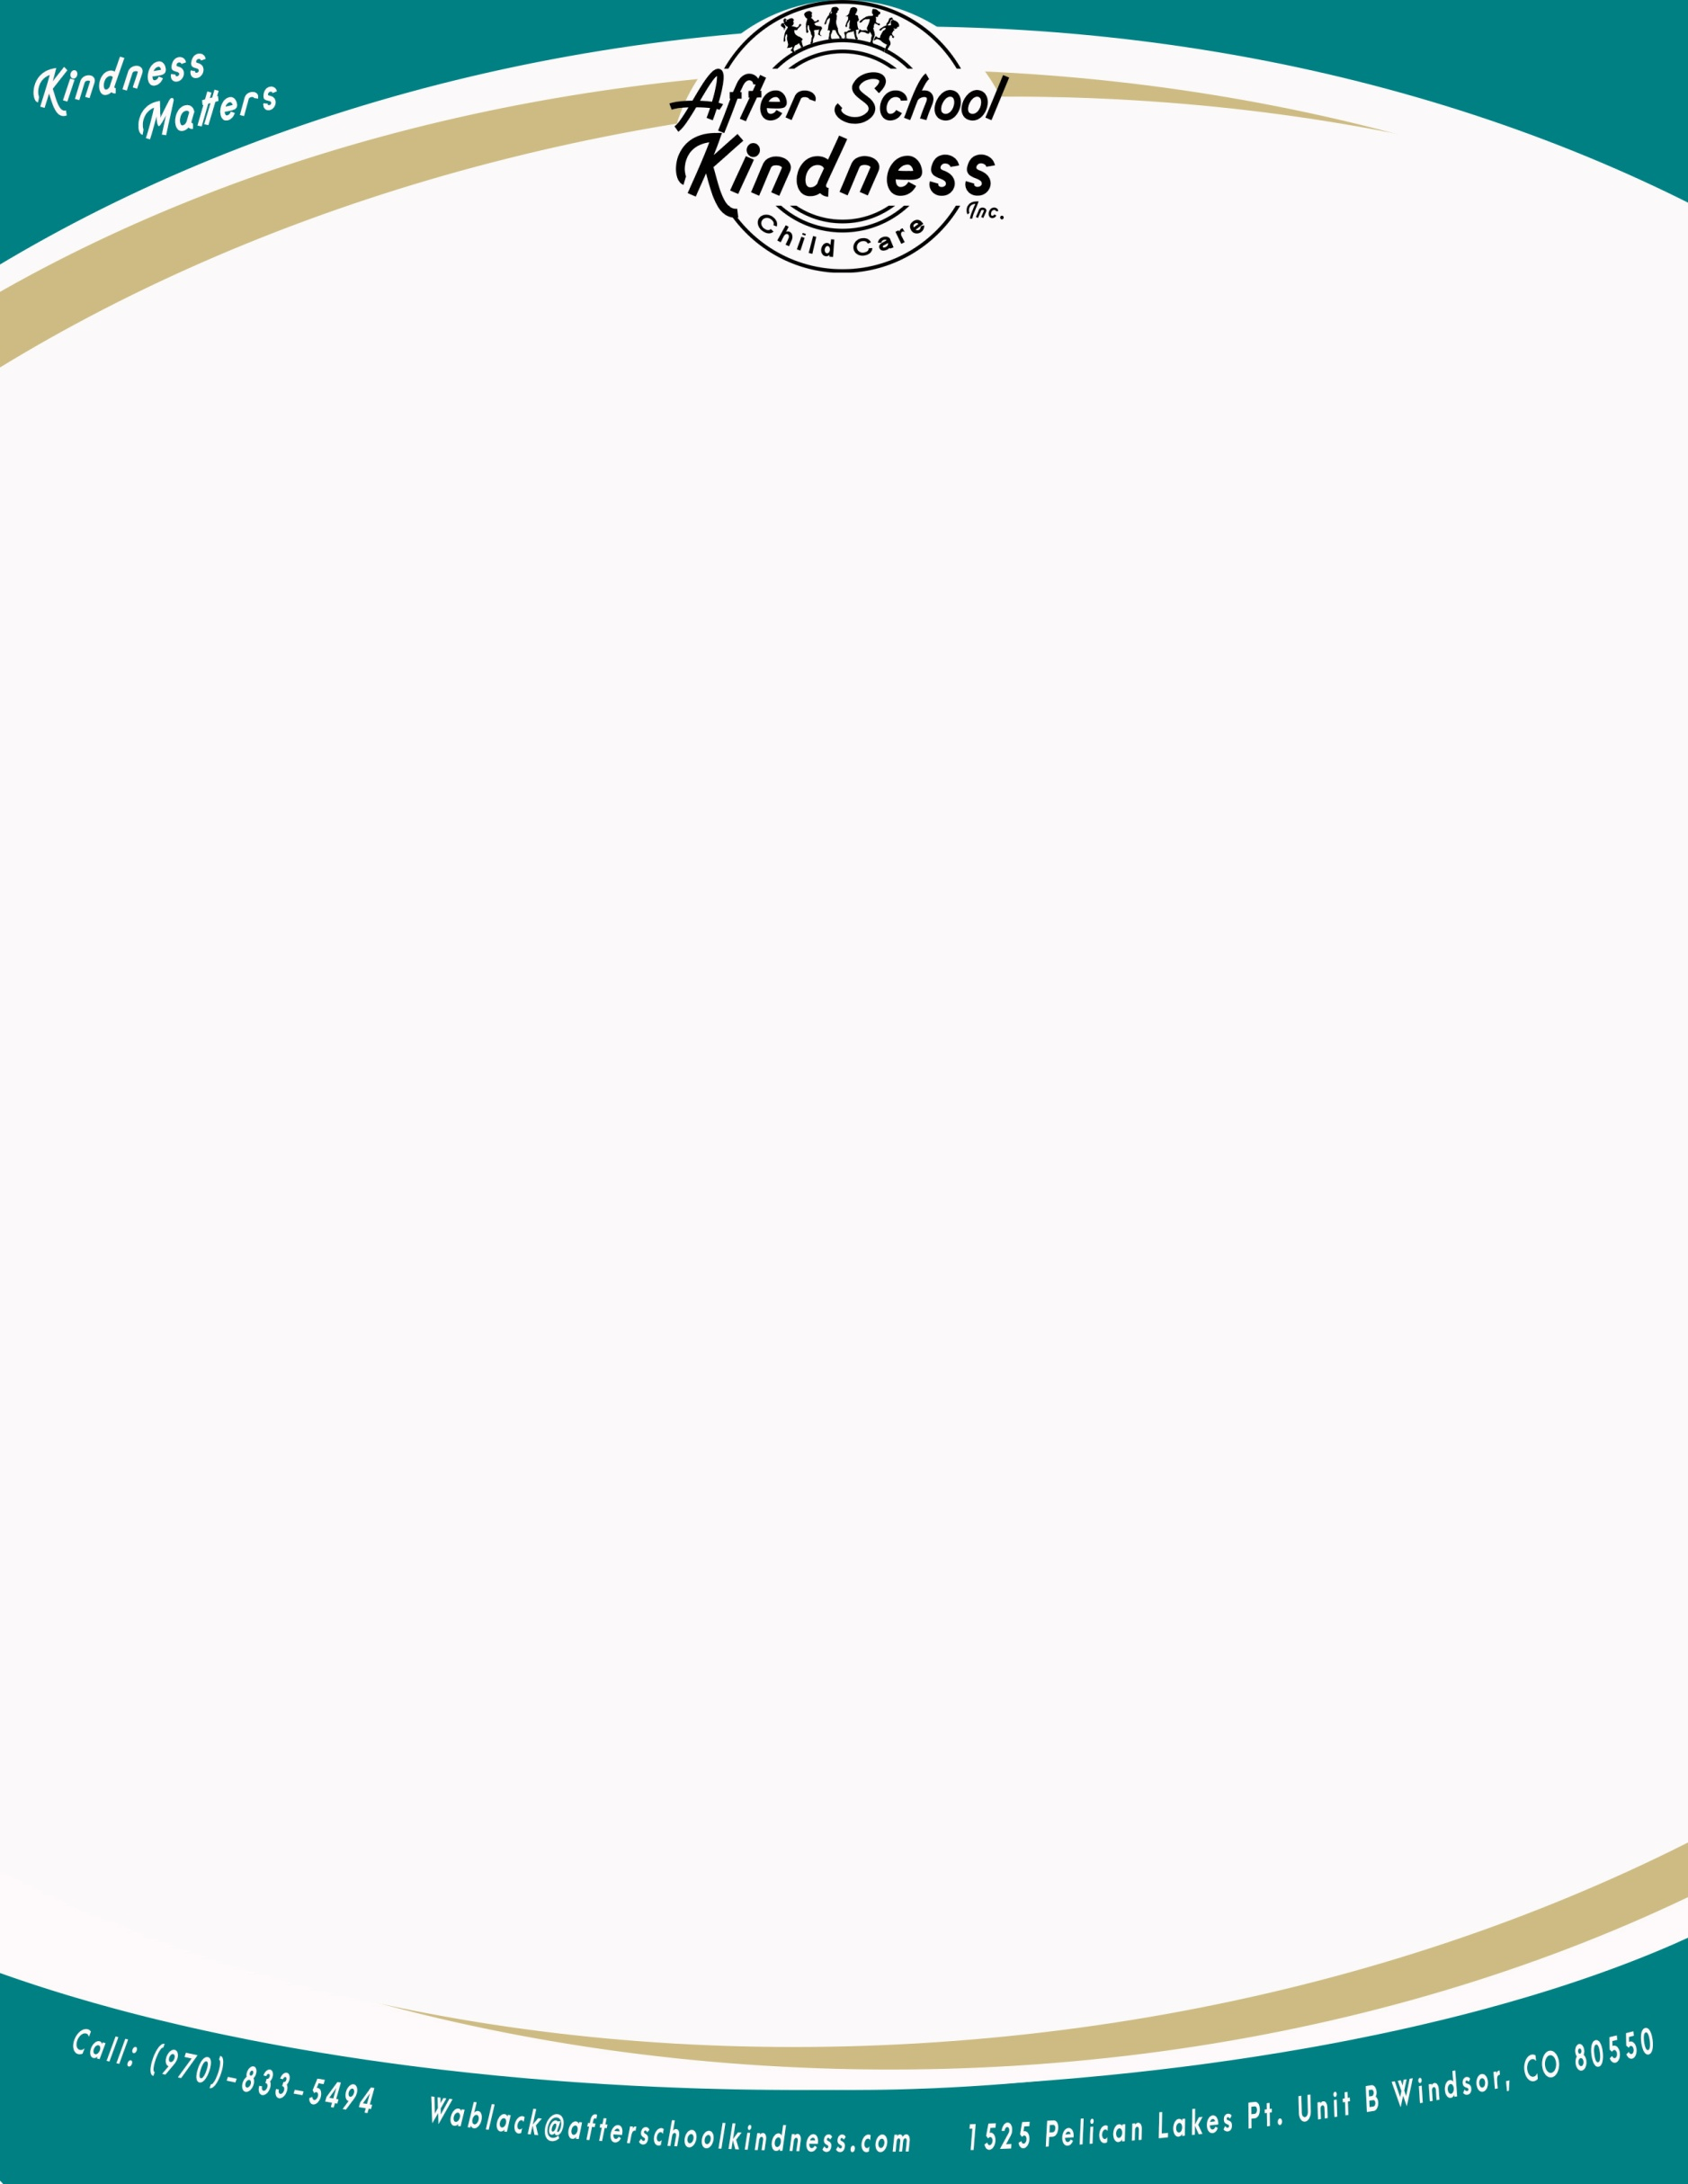 Kindness
Matters
After School
Kindness
Inc.
Child Care
Call: (970)-833-5494
Wablack@afterschoolkindness.com
1525 Pelican Lakes Pt. Unit B Windsor, CO 80550